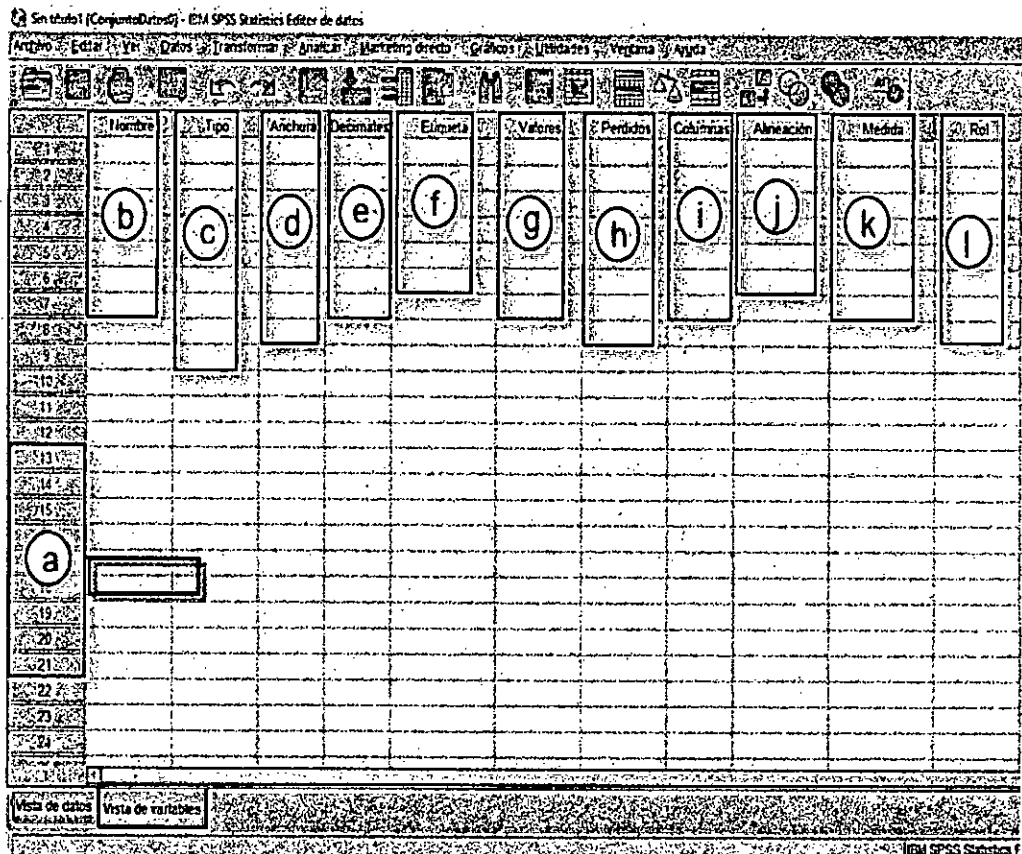 Sin título1 [ConjuntoDatos0] - IBM SPSS Statistics Editor de datos
Archivo Editar Ver Datos Transformar Analizar Marketing directo Gráficos Utilidades Ventana Ayuda
Nombre Tipo Anchura Decimales Etiqueta Valores Perdidos Columnas Alineación Medida Rol
1
2
3
4
5
6
7
8
9
10
11
12
13
14
15
19
20
21
22
23
24
a
b
c
d
e
f
g
h
i
j
k
l
Vista de datos Vista de variables
IBM SPSS Statistics